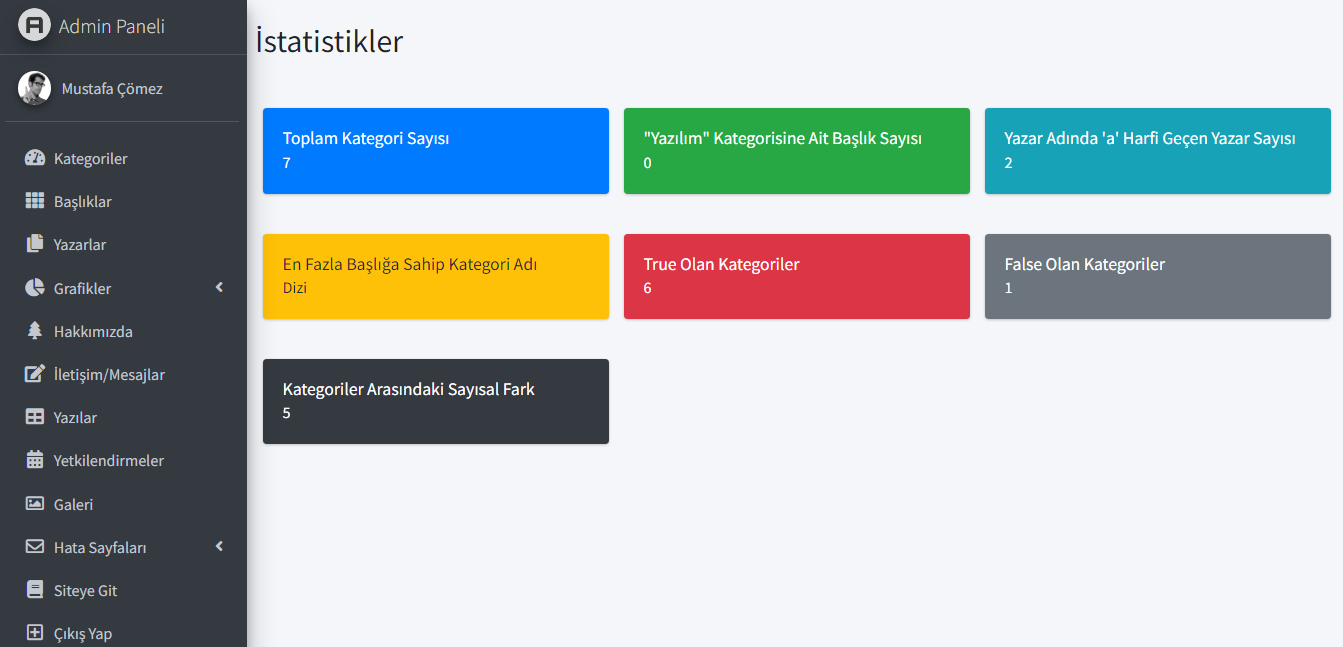 Admin Paneli
Mustafa Çömez
Kategoriler
Başlıklar
Yazarlar
Grafikler
Hakkımızda
İletişim/Mesajlar
Yazılar
Yetkilendirmeler
Galeri
Hata Sayfaları
Siteye Git
Çıkış Yap
İstatistikler
Toplam Kategori Sayısı
7
"Yazılım" Kategorisine Ait Başlık Sayısı
0
Yazar Adında 'a' Harfi Geçen Yazar Sayısı
2
En Fazla Başlığa Sahip Kategori Adı
Dizi
True Olan Kategoriler
6
False Olan Kategoriler
1
Kategoriler Arasındaki Sayısal Fark
5